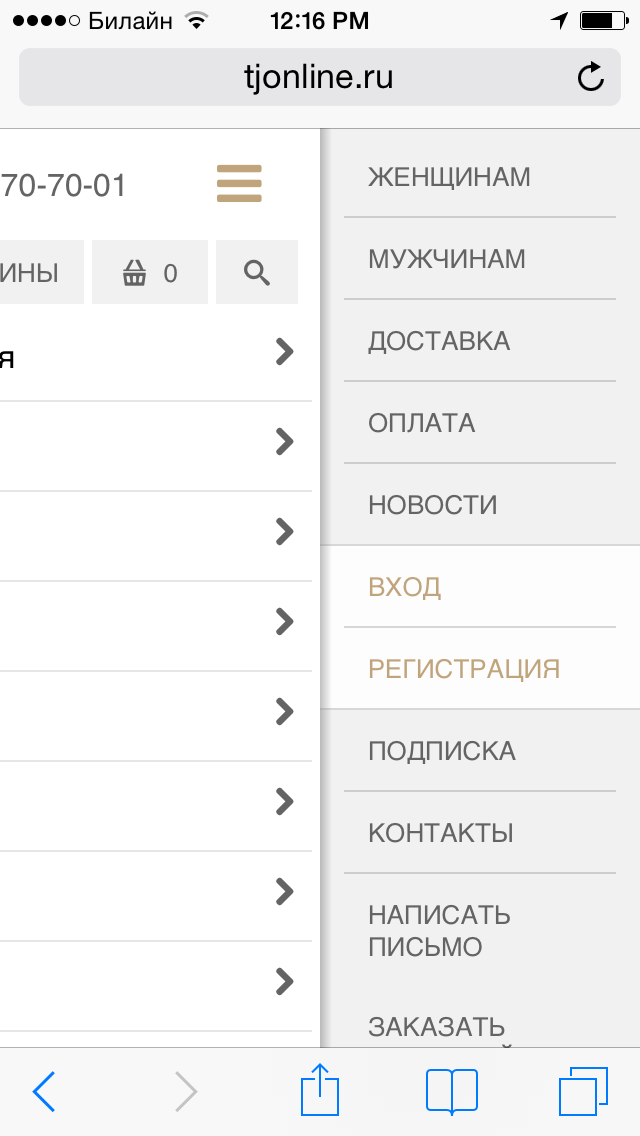 Билайн 12:16 PM
tjonline.ru
70-70-01
ИНЫ 0
я
ЖЕНЩИНАМ
МУЖЧИНАМ
ДОСТАВКА
ОПЛАТА
НОВОСТИ
ВХОД
РЕГИСТРАЦИЯ
ПОДПИСКА
КОНТАКТЫ
НАПИСАТЬ
ПИСЬМО
ЗАКАЗАТЬ